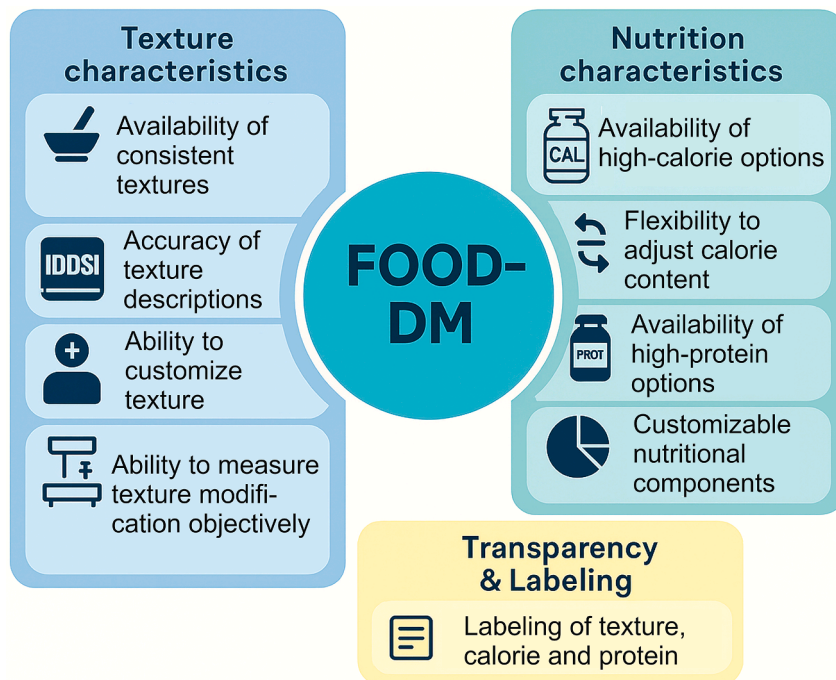 Texture
characteristics
Availability of
consistent
textures
IDDSI
Accuracy of
texture
descriptions
Ability to
customize
texture
Ability to measure
texture modifi-
cation objectively
FOOD-
DM
Nutrition
characteristics
CAL
Availability of
high-calorie options
Flexibility to
adjust calorie
content
PROT
Availability of
high-protein
options
Customizable
nutritional
components
Transparency
& Labeling
Labeling of texture,
calorie and protein